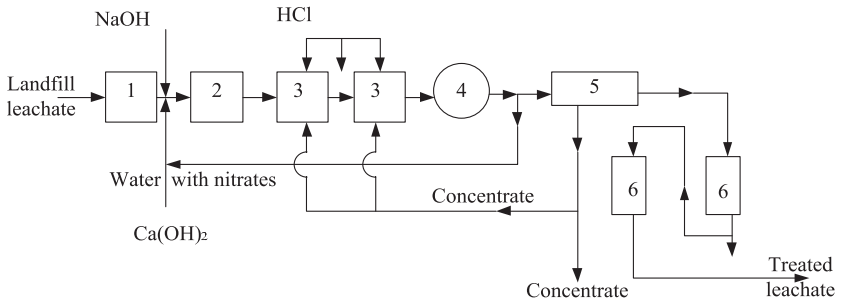 NaOH
HCl
Landfill
leachate
1
2
3
3
4
5
Water with nitrates
Concentrate
6
6
Ca(OH)₂
Treated
leachate
Concentrate